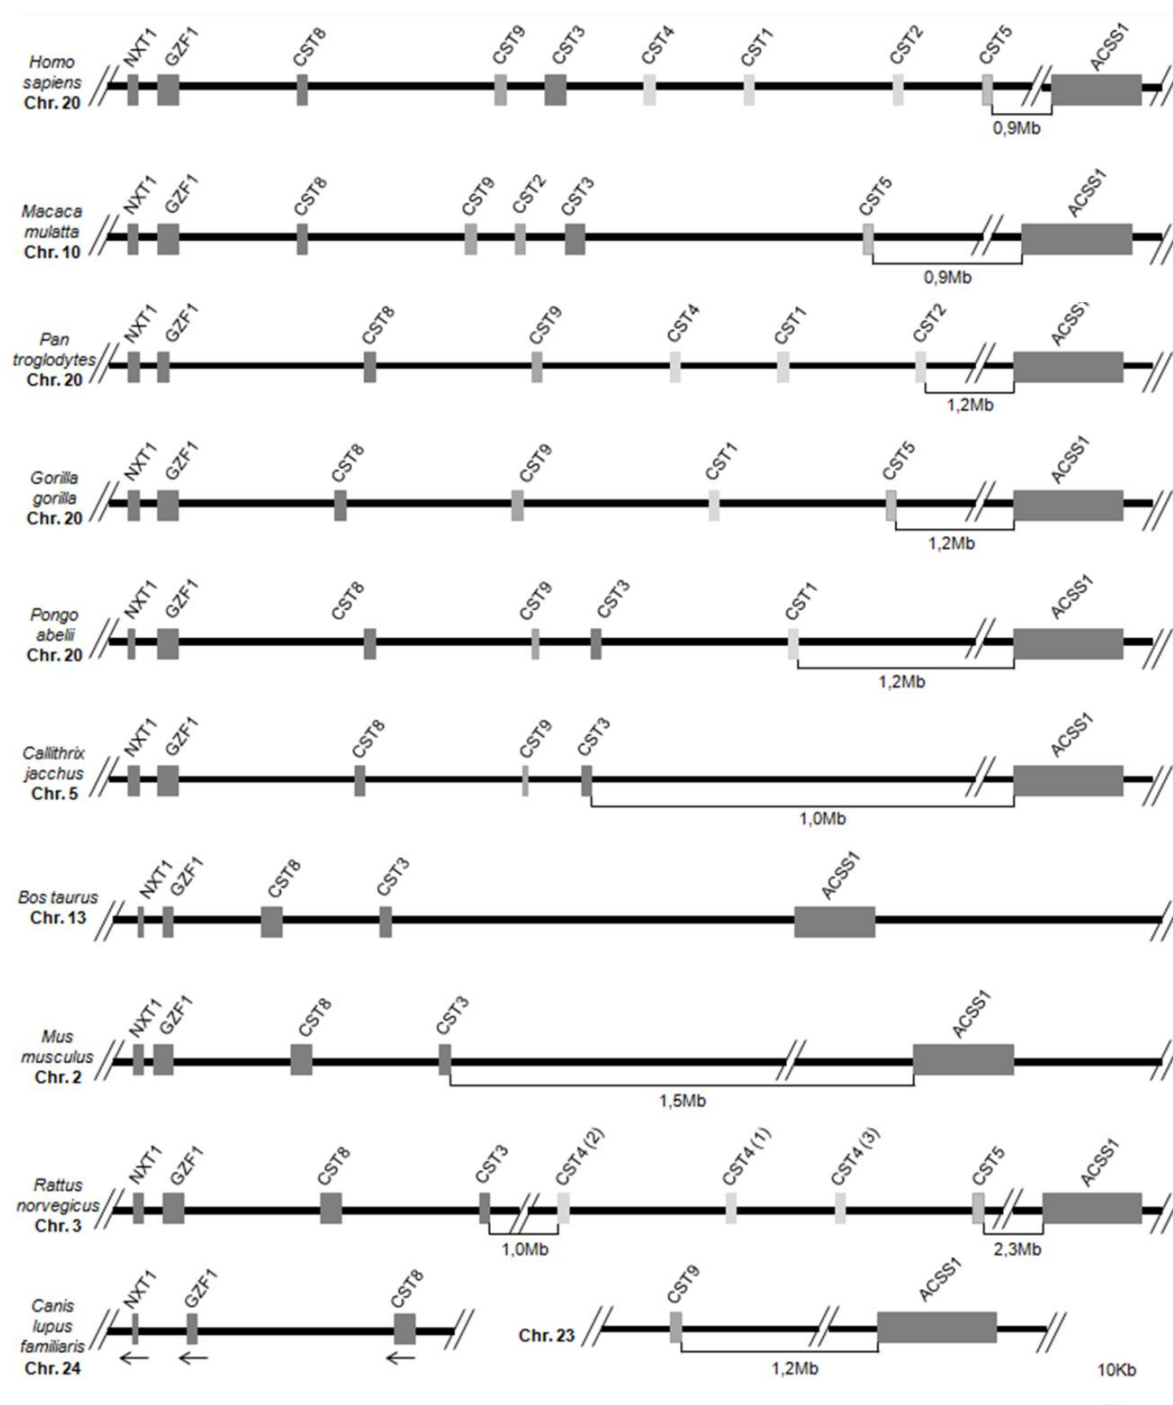 NXT1 GZF1 CST8 CST9 CST3 CST4 CST1 CST2 CST5 ACSS1
Homo
sapiens
Chr. 20
0,9Mb
NXT1 GZF1 CST8 CST9 CST2 CST3 CST5 ACSS1
Macaca
mulatta
Chr. 10
0,9Mb
NXT1 GZF1 CST8 CST9 CST4 CST1 CST2 ACSS1
Pan
troglodytes
Chr. 20
1,2Mb
NXT1 GZF1 CST8 CST9 CST1 CST5 ACSS1
Gorilla
gorilla
Chr. 20
1,2Mb
NXT1 GZF1 CST8 CST9 CST3 CST1 ACSS1
Pongo
abelii
Chr. 20
1,2Mb
NXT1 GZF1 CST8 CST9 CST3 ACSS1
Callithrix
jacchus
Chr. 5
1,0Mb
NXT1 GZF1 CST8 CST3 ACSS1
Bos taurus
Chr. 13
NXT1 GZF1 CST8 CST3 ACSS1
Mus
musculus
Chr. 2
1,5Mb
NXT1 GZF1 CST8 CST3 CST4 (2) CST4 (1) CST4 (3) CST5 ACSS1
Rattus
norvegicus
Chr. 3
1,0Mb 2,3Mb
NXT1 GZF1 CST8 CST9 ACSS1
Canis
lupus
familiaris
Chr. 24
Chr. 23
1,2Mb
10Kb